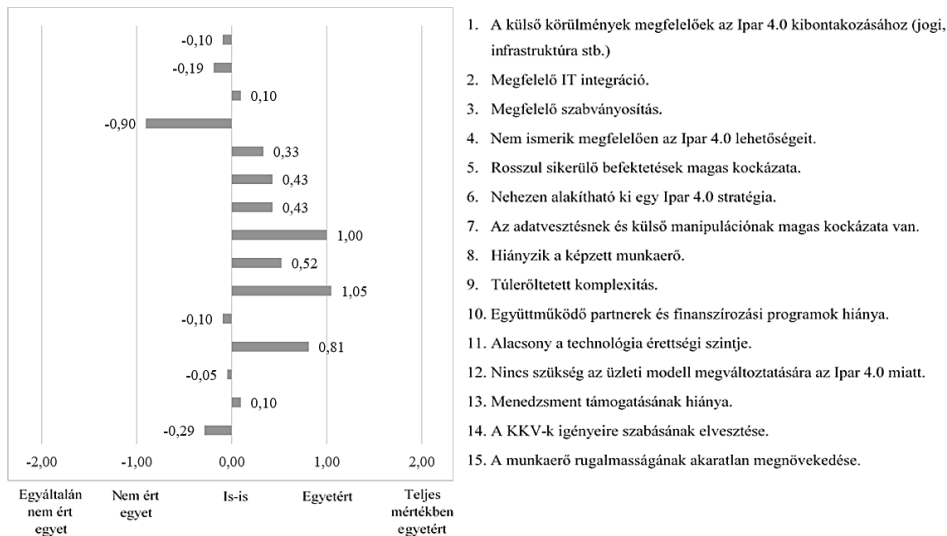 -0,10
-0,19
0,10
-0,90
0,33
0,43
0,43
1,00
0,52
1,05
-0,10
0,81
-0,05
0,10
-0,29
-2,00 -1,00 0,00 1,00 2,00
Egyáltalán nem ért egyet
Nem ért egyet
Is-is
Egyetért
Teljes mértékben egyetért
1. A külső körülmények megfelelőek az Ipar 4.0 kibontakozásához (jogi,
infrastruktúra stb.)
2. Megfelelő IT integráció.
3. Megfelelő szabványosítás.
4. Nem ismerik megfelelően az Ipar 4.0 lehetőségeit.
5. Rosszul sikerülő befektetések magas kockázata.
6. Nehezen alakítható ki egy Ipar 4.0 stratégia.
7. Az adatvesztésnek és külső manipulációnak magas kockázata van.
8. Hiányzik a képzett munkaerő.
9. Túlerőltetett komplexitás.
10. Együttműködő partnerek és finanszírozási programok hiánya.
11. Alacsony a technológia érettségi szintje.
12. Nincs szükség az üzleti modell megváltoztatására az Ipar 4.0 miatt.
13. Menedzsment támogatásának hiánya.
14. A KKV-k igényeire szabásának elvesztése.
15. A munkaerő rugalmasságának akaratlan megnövekedése.